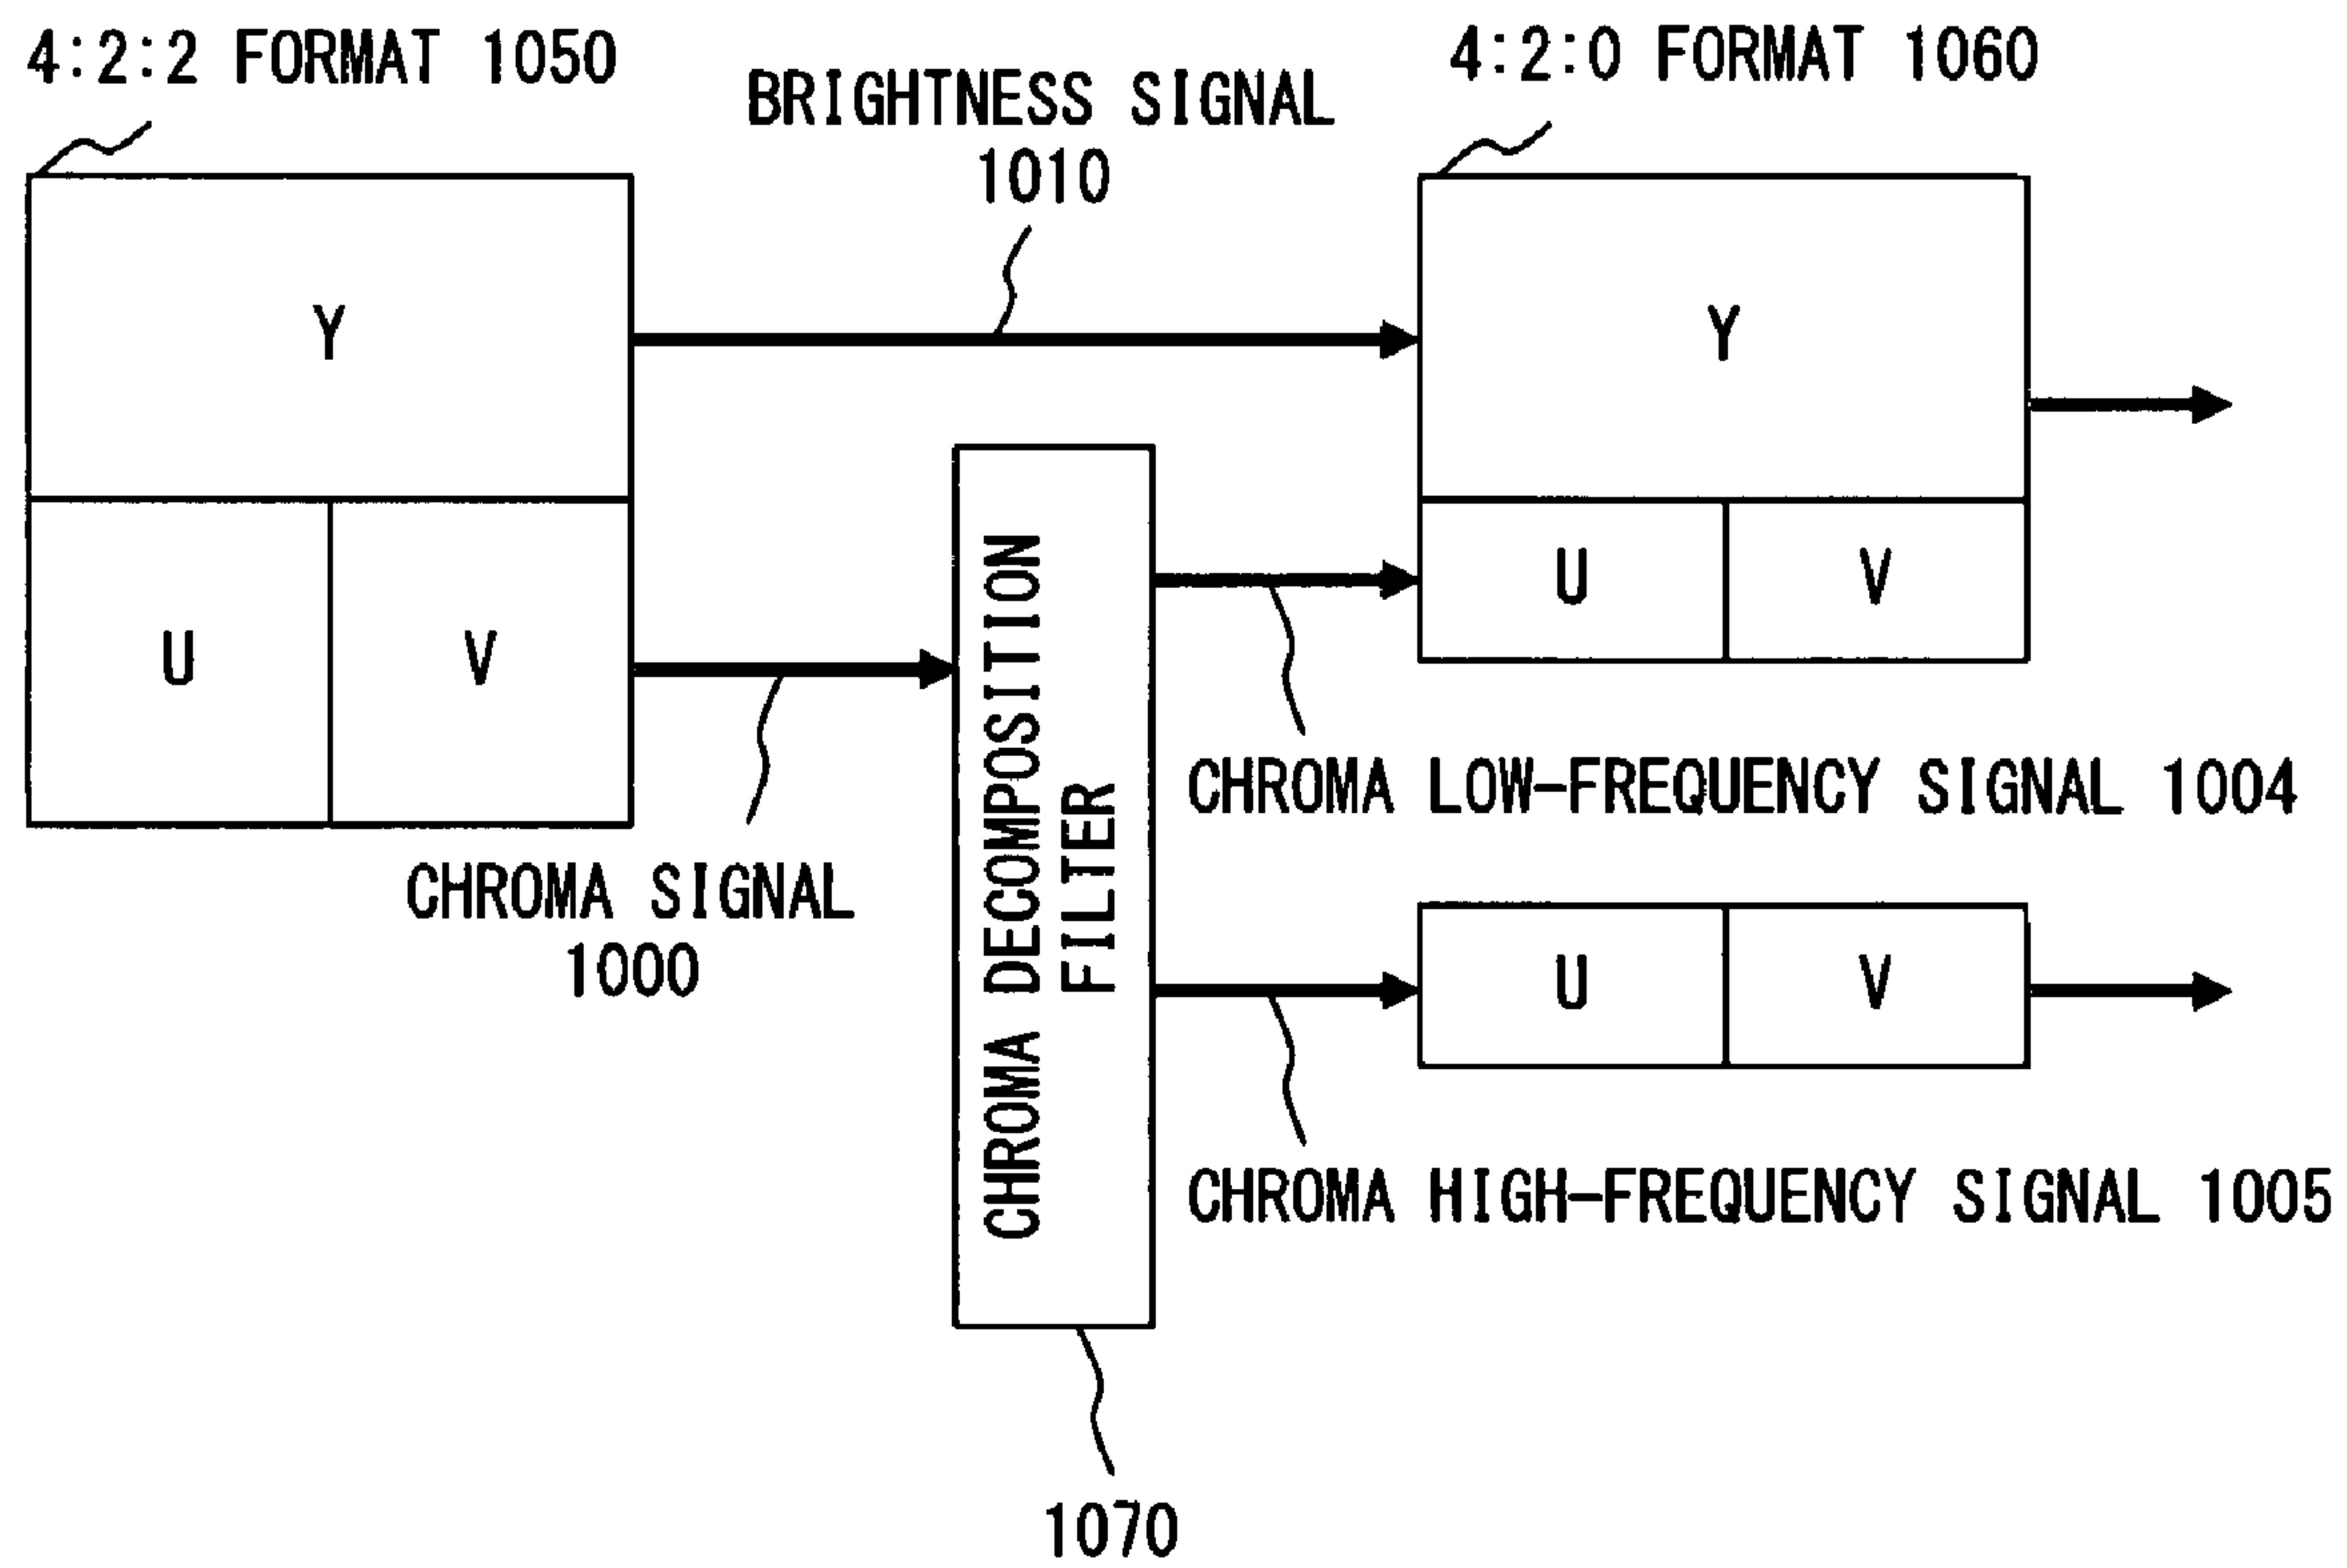 4:2:2 FORMAT 1050
BRIGHTNESS SIGNAL
1010
4:2:0 FORMAT 1060
Y
Y
U
V
U
V
CHROMA SIGNAL
1000
CHROMA DECOMPOSITION
FILTER
CHROMA LOW-FREQUENCY SIGNAL 1004
U
V
CHROMA HIGH-FREQUENCY SIGNAL 1005
1070